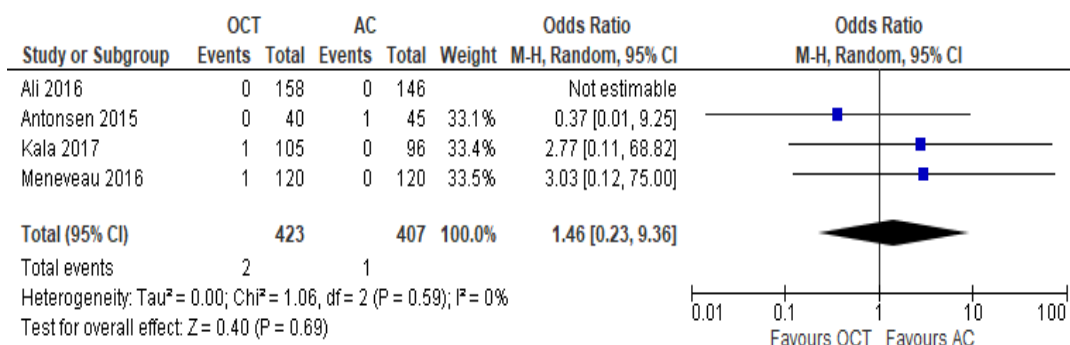 OCT AC Odds Ratio Odds Ratio
Study or Subgroup Events Total Events Total Weight M-H, Random, 95% CI M-H, Random, 95% CI
Ali 2016 0 158 0 146 Not estimable
Antonsen 2015 0 40 1 45 33.1% 0.37 [0.01, 9.25]
Kala 2017 1 105 0 96 33.4% 2.77 [0.11, 68.82]
Meneveau 2016 1 120 0 120 33.5% 3.03 [0.12, 75.00]
Total (95% CI) 423 407 100.0% 1.46 [0.23, 9.36]
Total events 2 1
Heterogeneity: Tau² = 0.00; Chi² = 1.06, df = 2 (P = 0.59); I² = 0%
Test for overall effect: Z = 0.40 (P = 0.69)
0.01 0.1 1 10 100
Favours OCT Favours AC